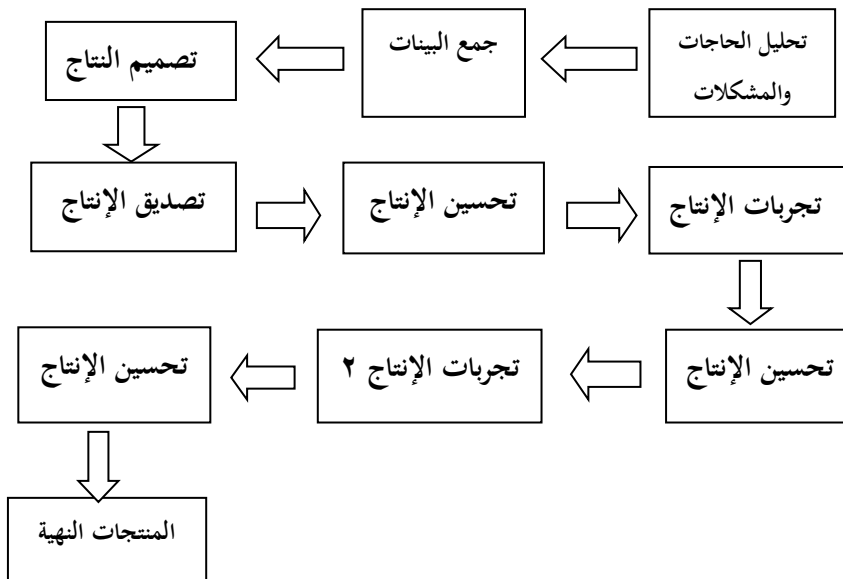 تحليل الحاجات
والمشكلات
جمع البينات
تصميم النتاج
تصديق الإنتاج
تحسين الإنتاج
تجربات الإنتاج
تحسين الإنتاج
تجربات الإنتاج ٢
تحسين الإنتاج
المنتجات النهية